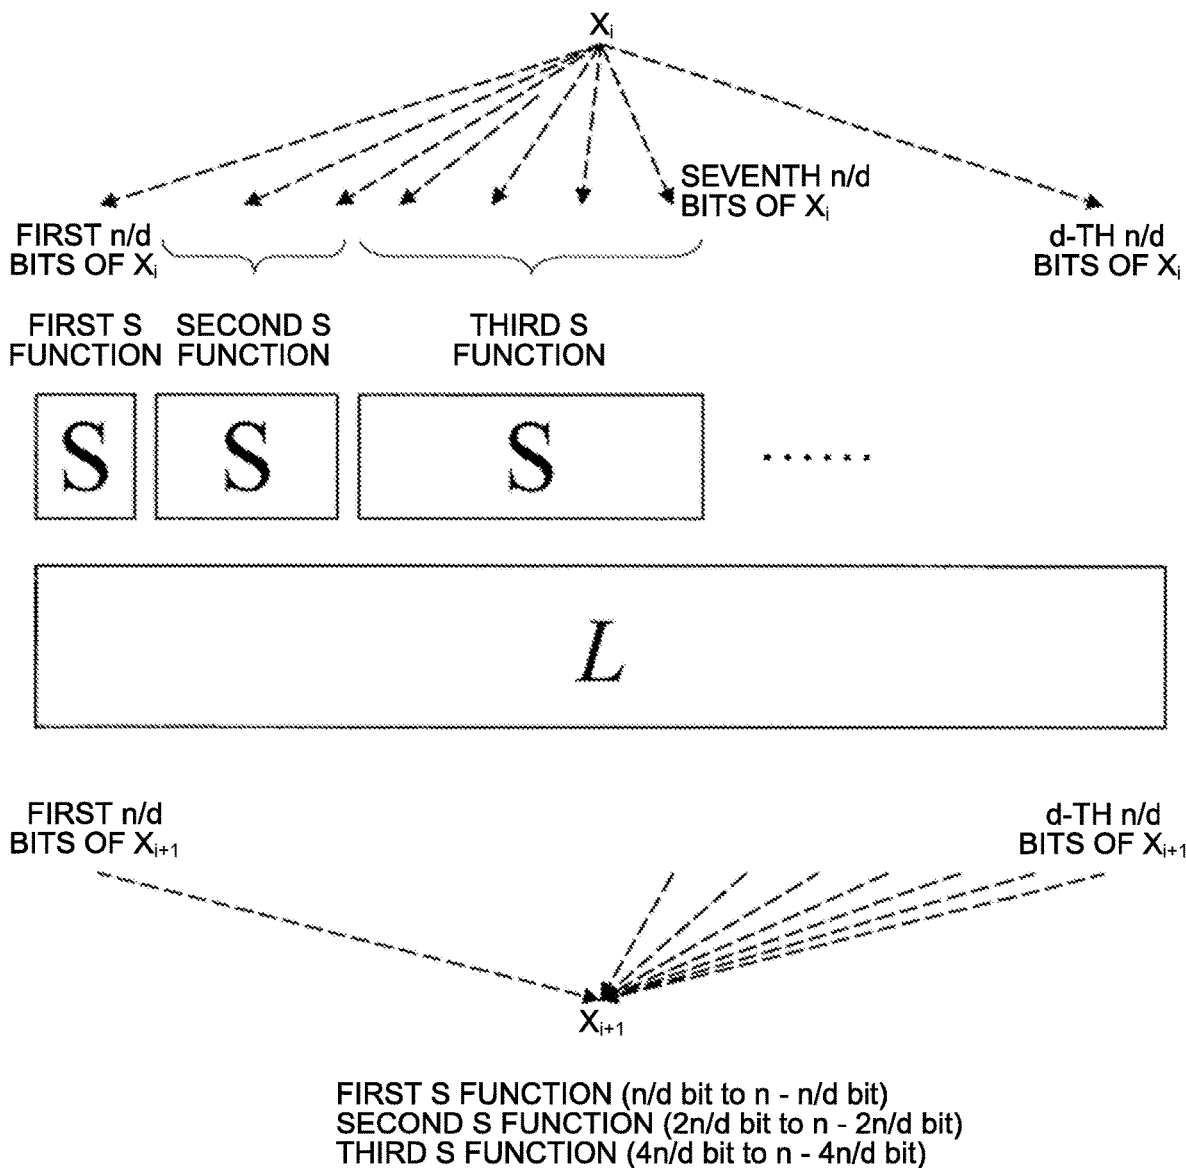 Xi
SEVENTH n/d
BITS OF Xi
FIRST n/d
BITS OF Xi
d-TH n/d
BITS OF Xi
FIRST S
FUNCTION
SECOND S
FUNCTION
THIRD S
FUNCTION
S
S
S
......
L
FIRST n/d
BITS OF Xi+1
d-TH n/d
BITS OF Xi+1
Xi+1
FIRST S FUNCTION (n/d bit to n - n/d bit)
SECOND S FUNCTION (2n/d bit to n - 2n/d bit)
THIRD S FUNCTION (4n/d bit to n - 4n/d bit)